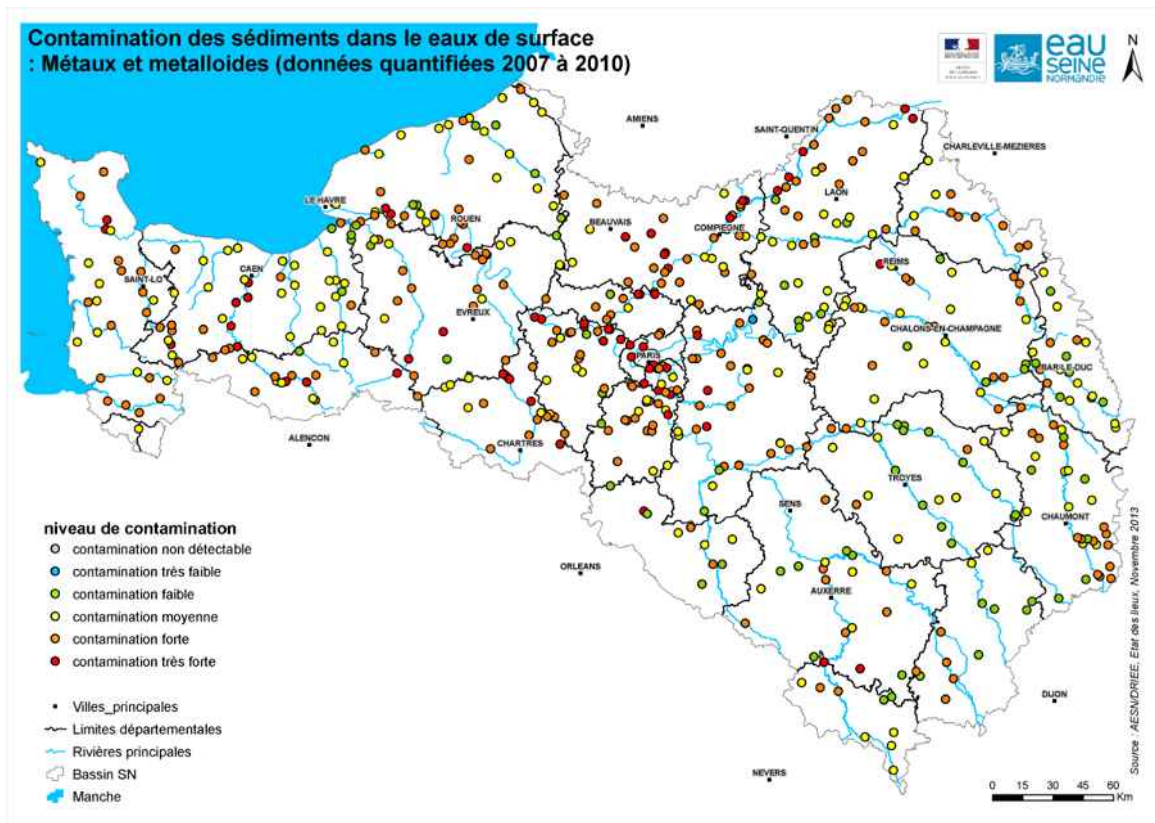 Contamination des sédiments dans le eaux de surface
: Métaux et metalloides (données quantifiées 2007 à 2010)
eau
SEINE
NORMANDIE
N
AMIENS
SAINT-QUENTIN
CHARLEVILLE-MEZIERES
LAON
LE HAVRE
ROUEN
BEAUVAIS
COMPIEGNE
REIMS
SAINT-LO
CAEN
EVREUX
CHALONS-EN-CHAMPAGNE
PARIS
BAR-LE-DUC
ALENCON
CHARTRES
TROYES
SENS
CHAUMONT
ORLEANS
AUXERRE
DIJON
NEVERS
niveau de contamination
contamination non détectable
contamination très faible
contamination faible
contamination moyenne
contamination forte
contamination très forte
Villes_principales
Limites départementales
Rivières principales
Bassin SN
Manche
Source : AESN/DRIEE, Etat des lieux, Novembre 2013
0 15 30 45 60
Km